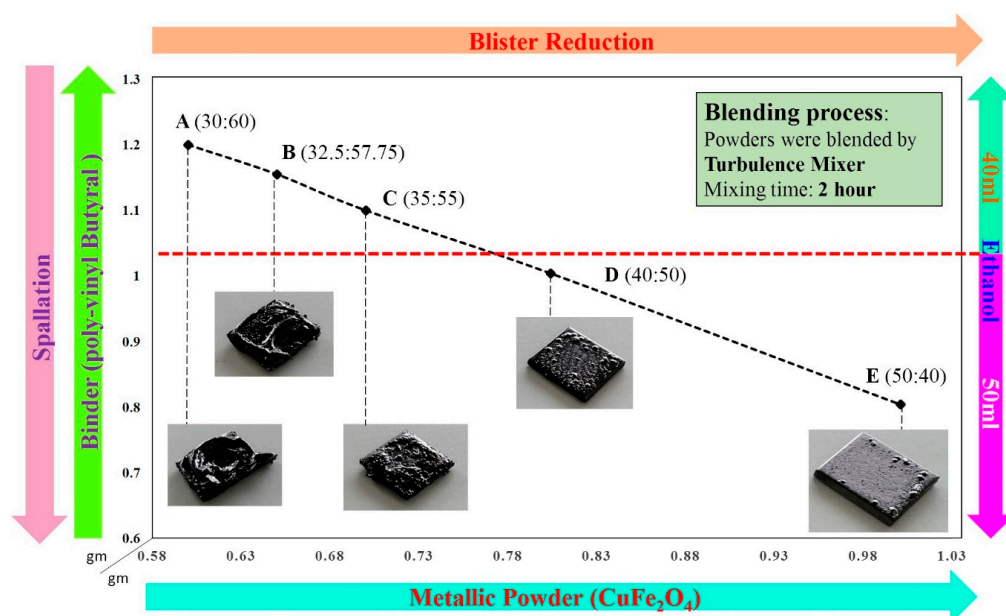 Blister Reduction
Spallation
Binder (poly-vinyl Butyral )
1.3
1.2
1.1
1
0.9
0.8
0.7
0.6
A (30:60)
B (32.5:57.75)
C (35:55)
D (40:50)
E (50:40)
Blending process:
Powders were blended by
Turbulence Mixer
Mixing time: 2 hour
40ml
Ethanol
50ml
gm
gm
0.58
0.63
0.68
0.73
0.78
0.83
0.88
0.93
0.98
1.03
Metallic Powder (CuFe₂O₄)